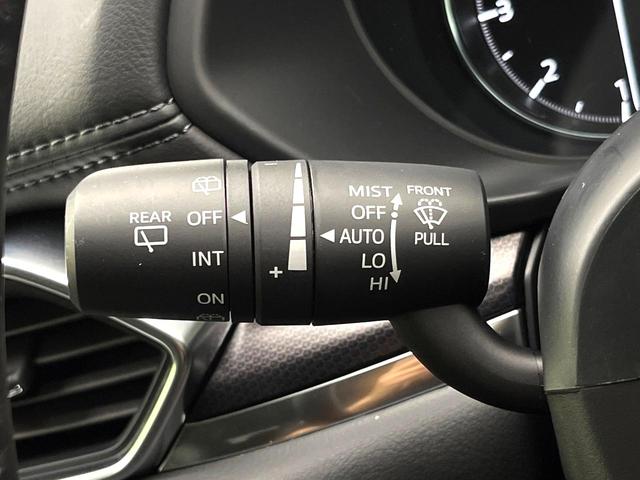 REAR
OFF
INT
ON
+
MIST
OFF
AUTO
LO
HI
FRONT
PULL
3
2
1